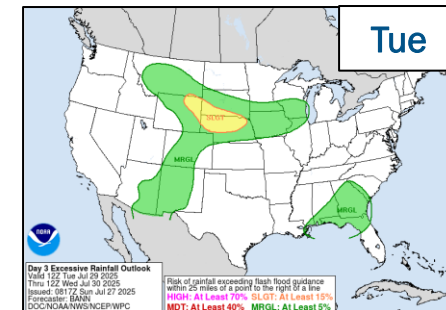 Tue
SLGT
MRGL
MRGL
NOAA
Day 3 Excessive Rainfall Outlook
Valid 12Z Tue Jul 29 2025
Thru 12Z Wed Jul 30 2025
Issued: 0817Z Sun Jul 27 2025
Forecaster: BANN
DOC/NOAA/NWS/NCEP/WPC
Risk of rainfall exceeding flash flood guidance
within 25 miles of a point to the right of a line
HIGH: At Least 70% SLGT: At Least 15%
MDT: At Least 40% MRGL: At Least 5%